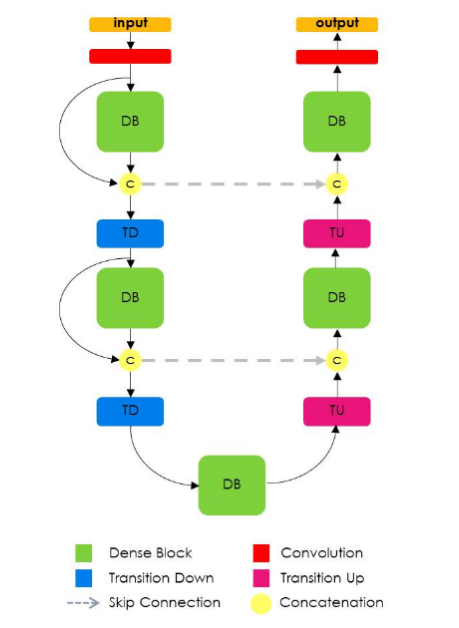 input
output
DB
DB
C
C
TD
TU
DB
DB
C
C
TD
TU
DB
Dense Block
Convolution
Transition Down
Transition Up
Skip Connection
Concatenation